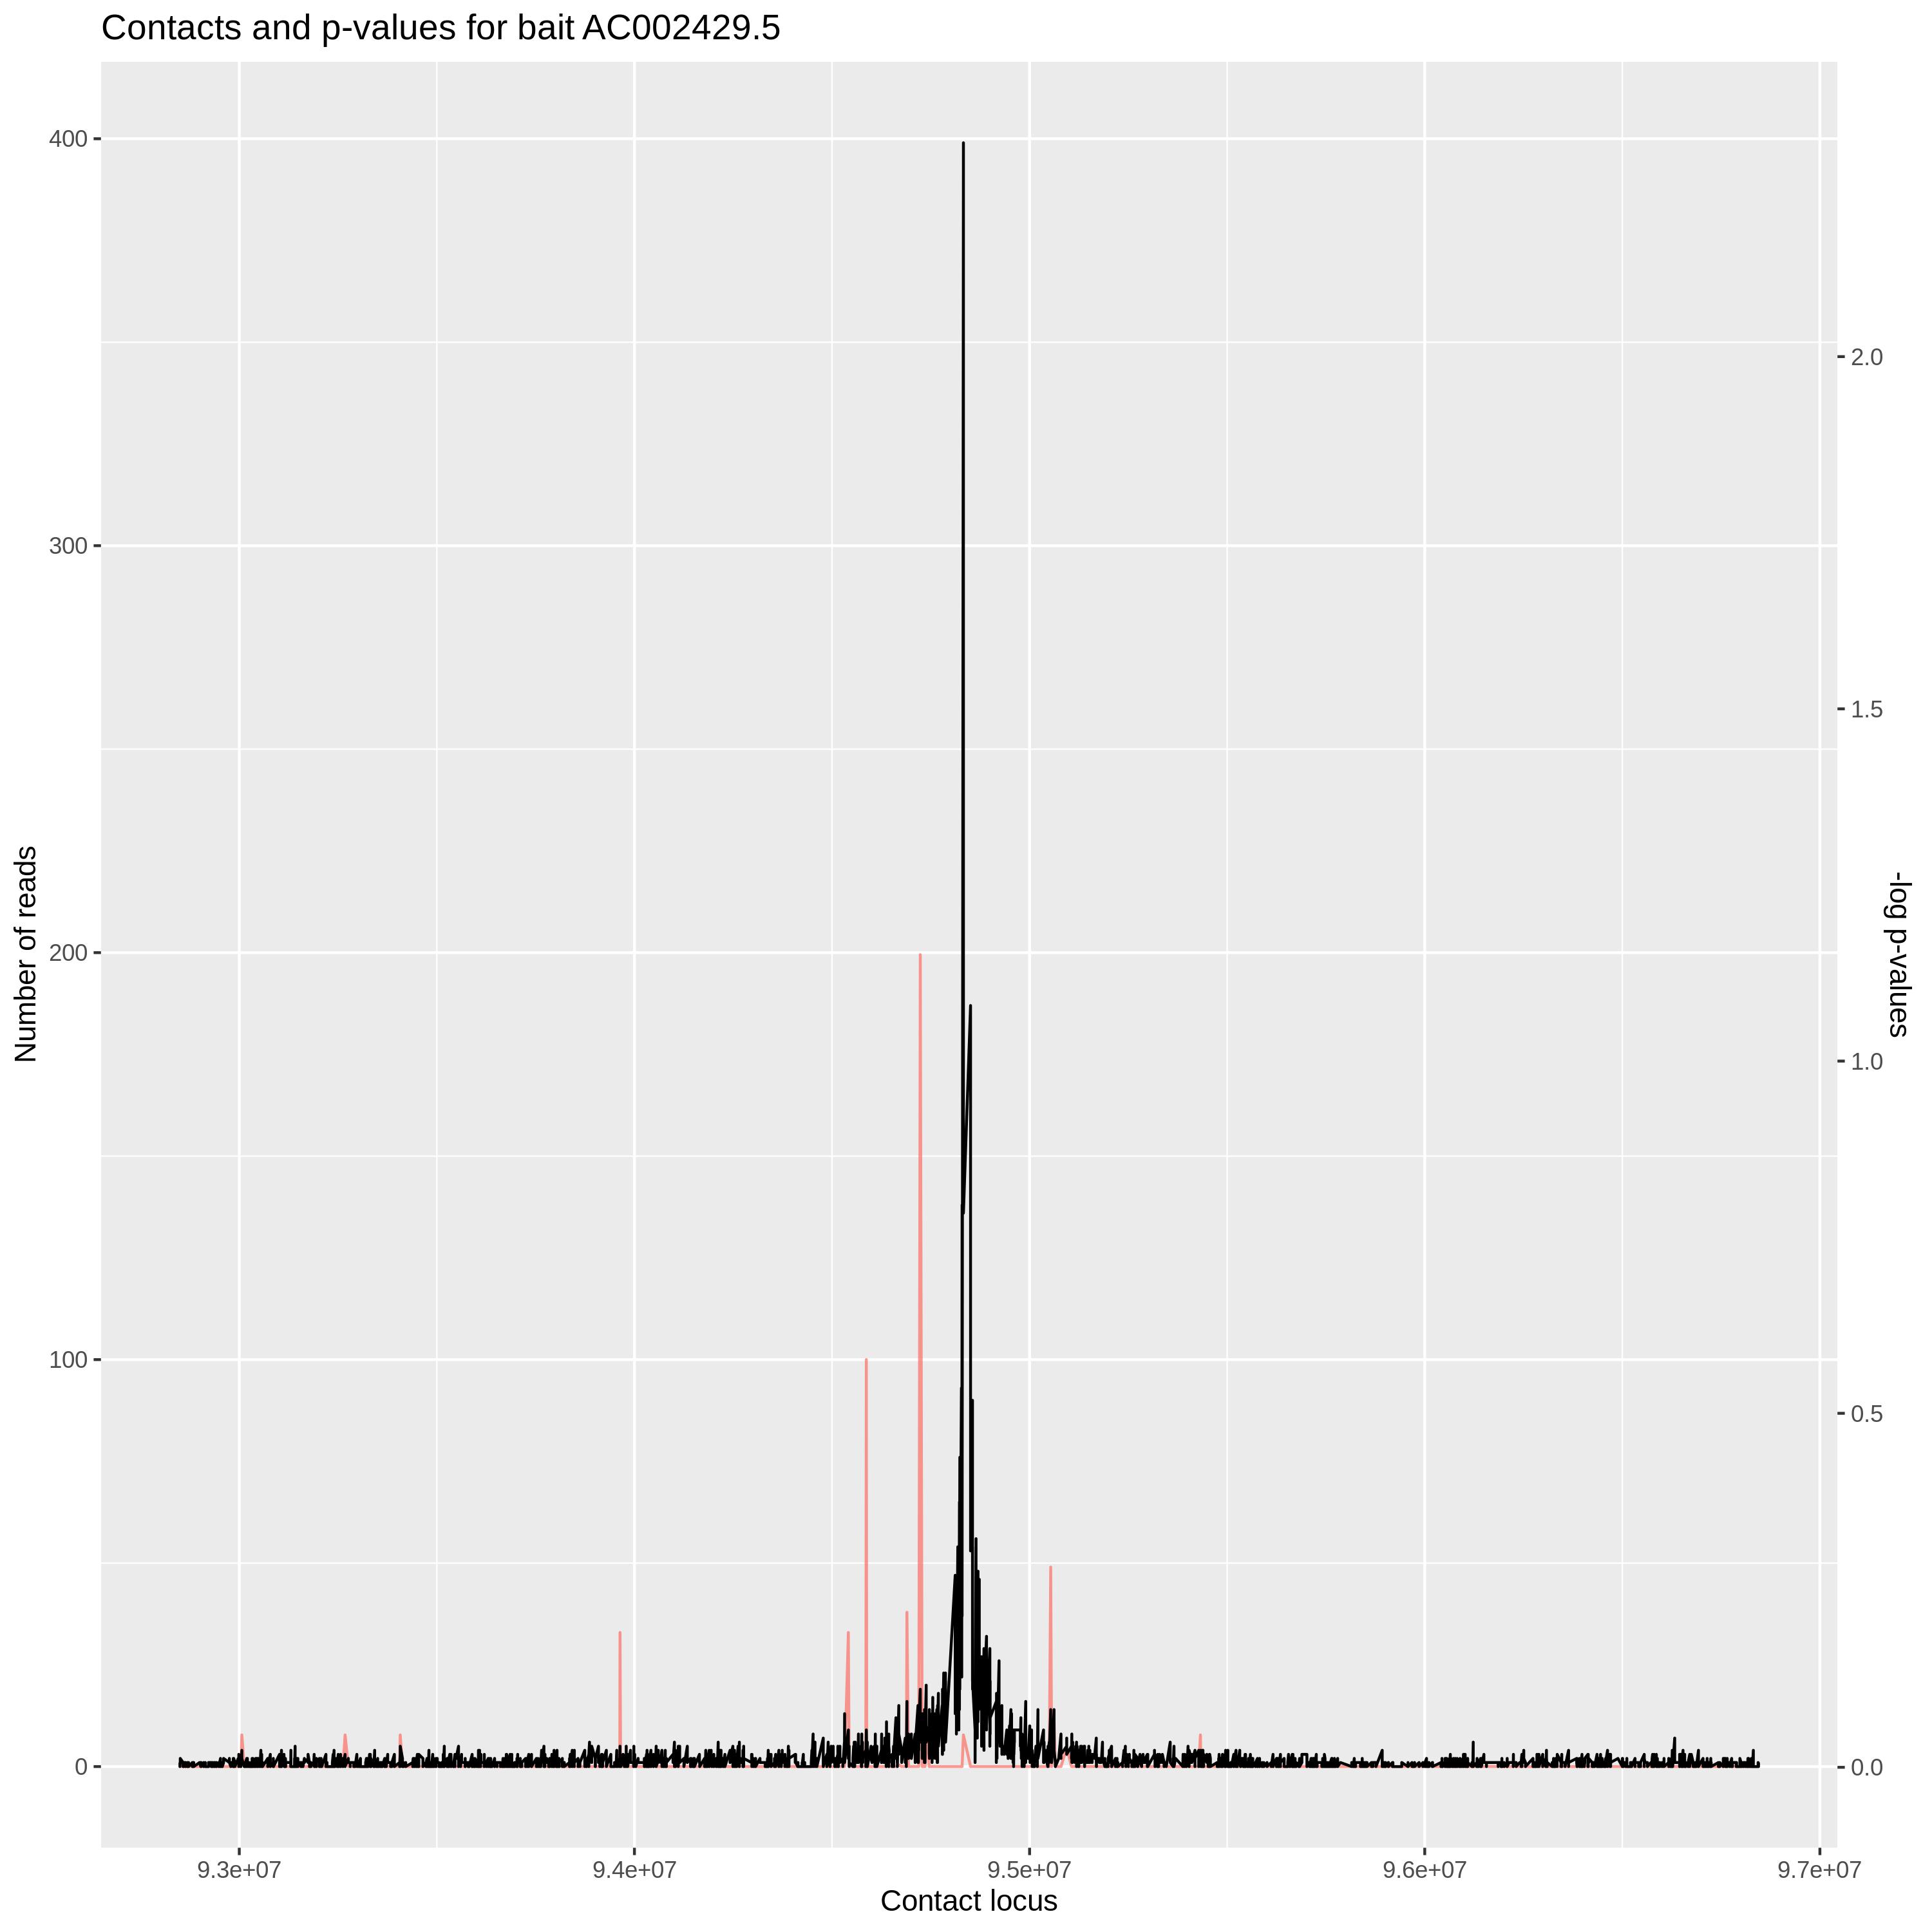 Contacts and p-values for bait AC002429.5
400
300
200
100
0
Number of reads
2.0
1.5
1.0
0.5
0.0
-log p-values
9.3e+07 9.4e+07 9.5e+07 9.6e+07 9.7e+07
Contact locus